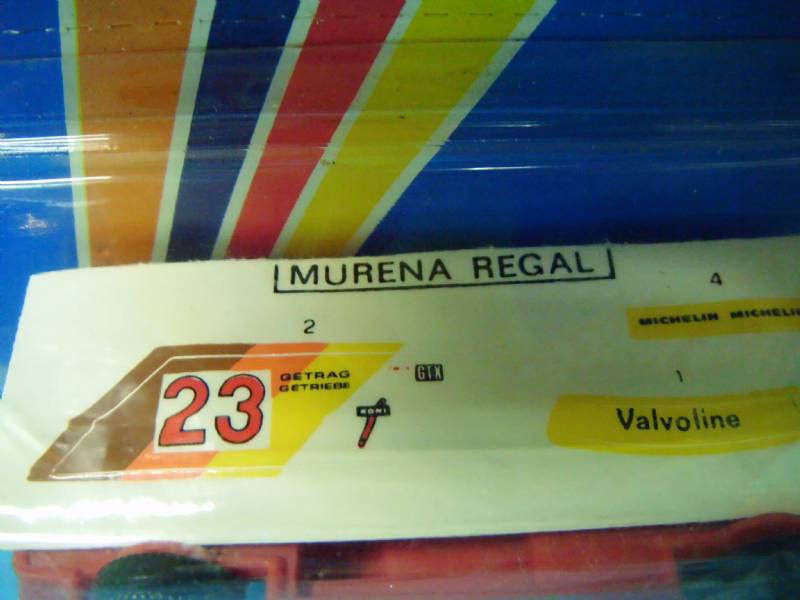 MURENA REGAL
4
MICHELIN MICHELIN
2
1
GETRAG
GETRIEBE
GTX
23
KONI
Valvoline